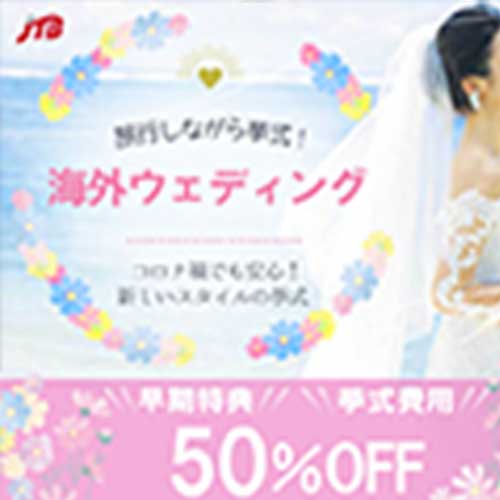 JTB
旅行しながら挙式!
海外ウェディング
コロナ禍でも安心!
新しいスタイルの挙式
\\ 早期特典 // \\ 挙式費用 //
50%OFF